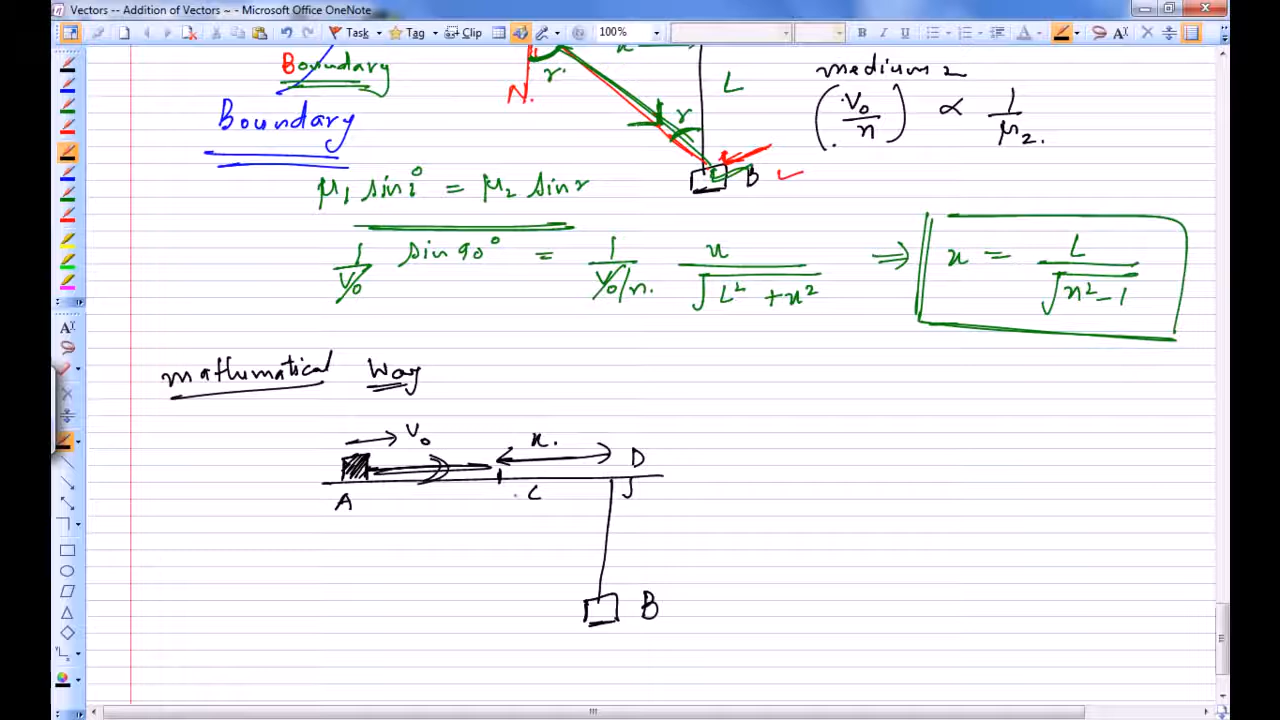 Vectors -- Addition of Vectors ~ - Microsoft Office OneNote
Task
Tag
Clip
100%
B I U
Boundary
Boundary
N.
r.
r
L
B
medium 2
(V₀/n) ∝ 1/μ₂.
μ₁ sin i = μ₂ sin r
1/V₀ sin 90° = 1/(V₀/n) x/√(L² + x²) ⇒ x = L/√(n² - 1)
mathematical Way
V₀
x.
D
A
C
B